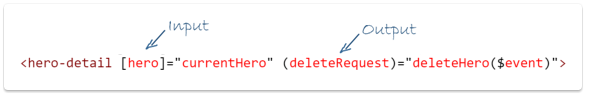 Input
Output
<hero-detail [hero]="currentHero" (deleteRequest)="deleteHero($event)">